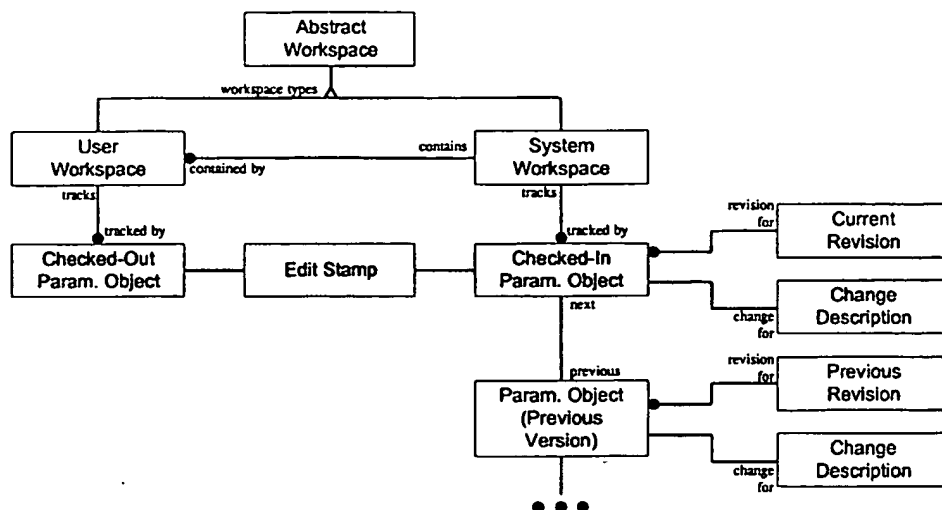 Abstract
Workspace
workspace types
User
Workspace
contains
contained by
System
Workspace
tracks
tracks
tracked by
tracked by
revision
for
Current
Revision
Checked-Out
Param. Object
Edit Stamp
Checked-In
Param. Object
next
change
for
Change
Description
previous
revision
for
Previous
Revision
Param. Object
(Previous
Version)
change
for
Change
Description